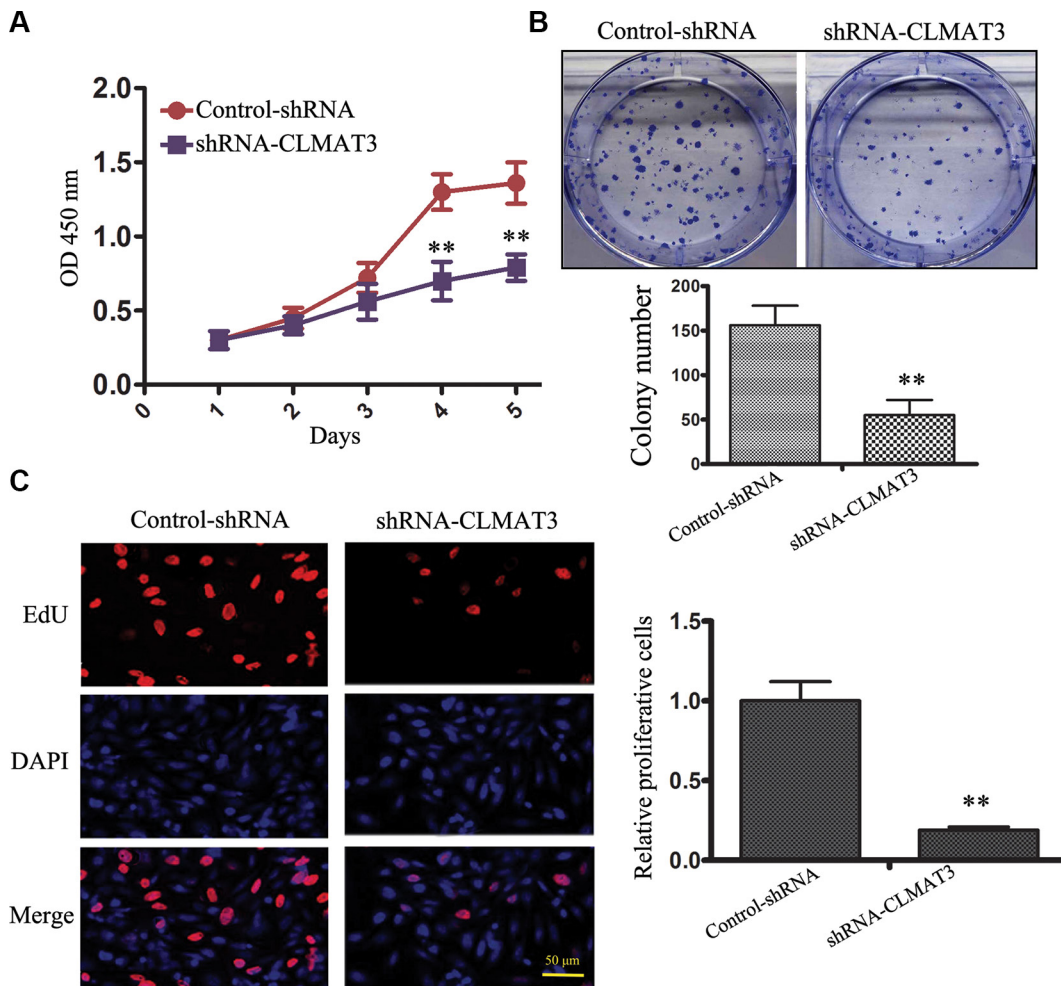 A
2.0
1.5
1.0
0.5
0.0
OD 450 nm
Control-shRNA
shRNA-CLMAT3
**
**
0
1
2
3
4
5
Days
B
Control-shRNA
shRNA-CLMAT3
200
150
100
50
0
Colony number
**
Control-shRNA
shRNA-CLMAT3
C
Control-shRNA
shRNA-CLMAT3
EdU
DAPI
Merge
50 μm
1.5
1.0
0.5
0.0
Relative proliferative cells
**
Control-shRNA
shRNA-CLMAT3